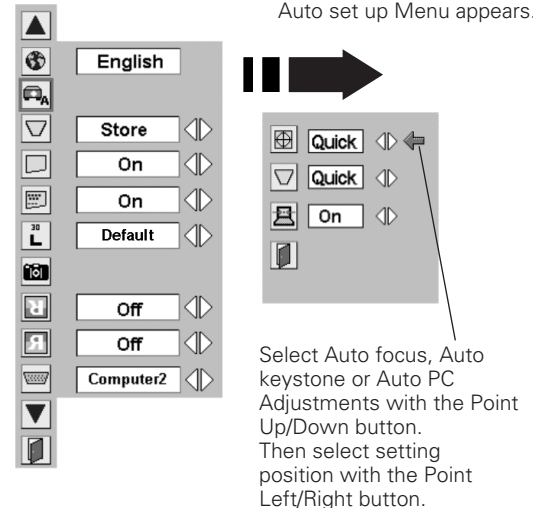 Auto set up Menu appears.
English
A
Store
On
On
30
L
Default
Off
Off
Computer2
Quick
Quick
On
Select Auto focus, Auto
keystone or Auto PC
Adjustments with the Point
Up/Down button.
Then select setting
position with the Point
Left/Right button.